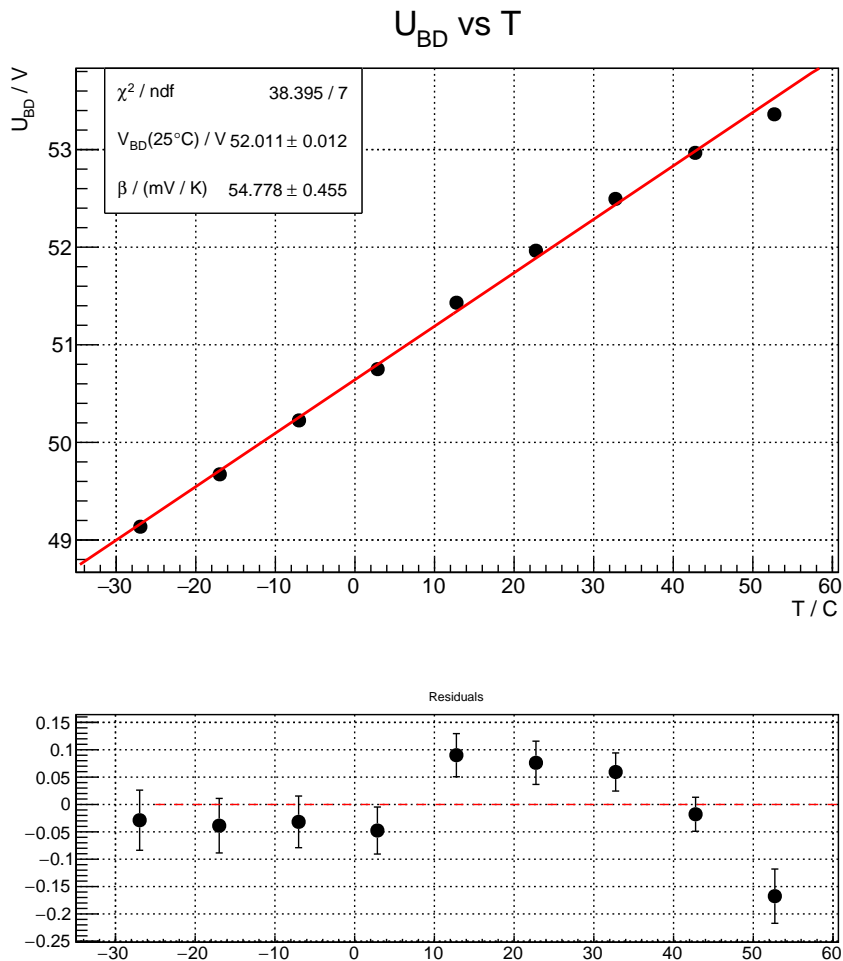 U_BD vs T
U_BD / V
χ² / ndf 38.395 / 7
V_BD(25°C) / V 52.011 ± 0.012
β / (mV / K) 54.778 ± 0.455
53
52
51
50
49
−30 −20 −10 0 10 20 30 40 50 60
T / C
Residuals
0.15
0.1
0.05
0
−0.05
−0.1
−0.15
−0.2
−0.25
−30 −20 −10 0 10 20 30 40 50 60